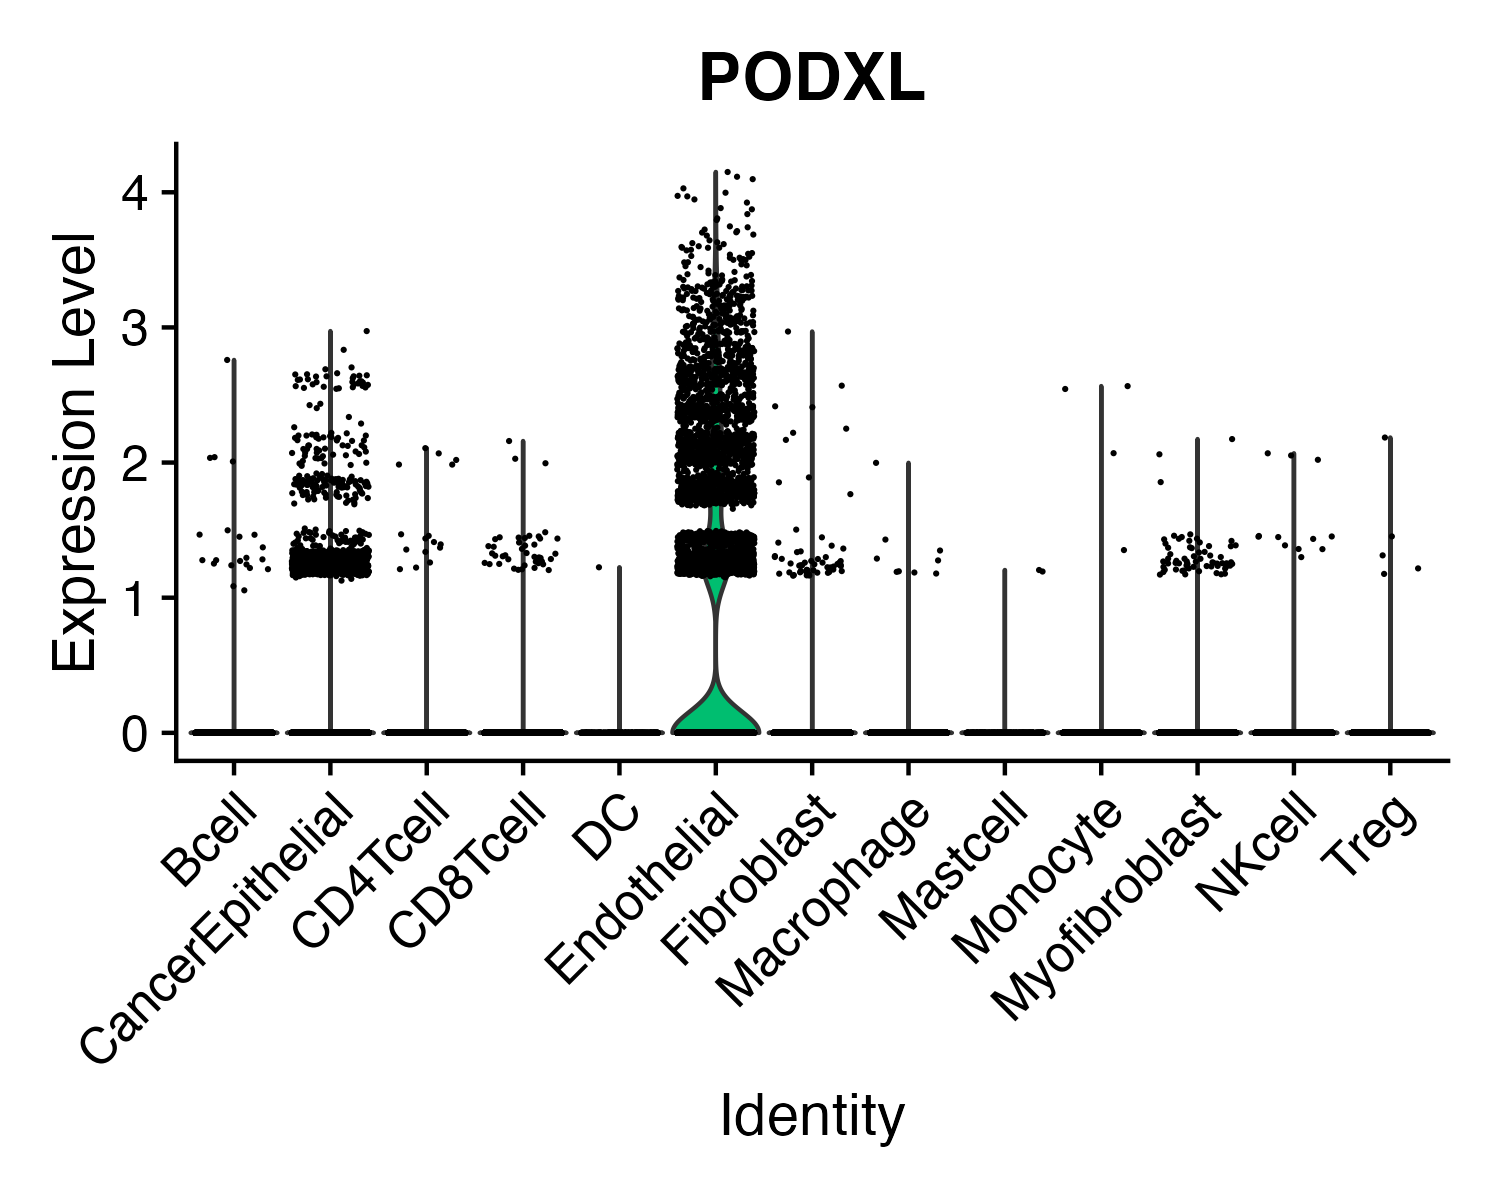 PODXL
Expression Level
4
3
2
1
0
Bcell
CancerEpithelial
CD4Tcell
CD8Tcell
DC
Endothelial
Fibroblast
Macrophage
Mastcell
Monocyte
Myofibroblast
NKcell
Treg
Identity